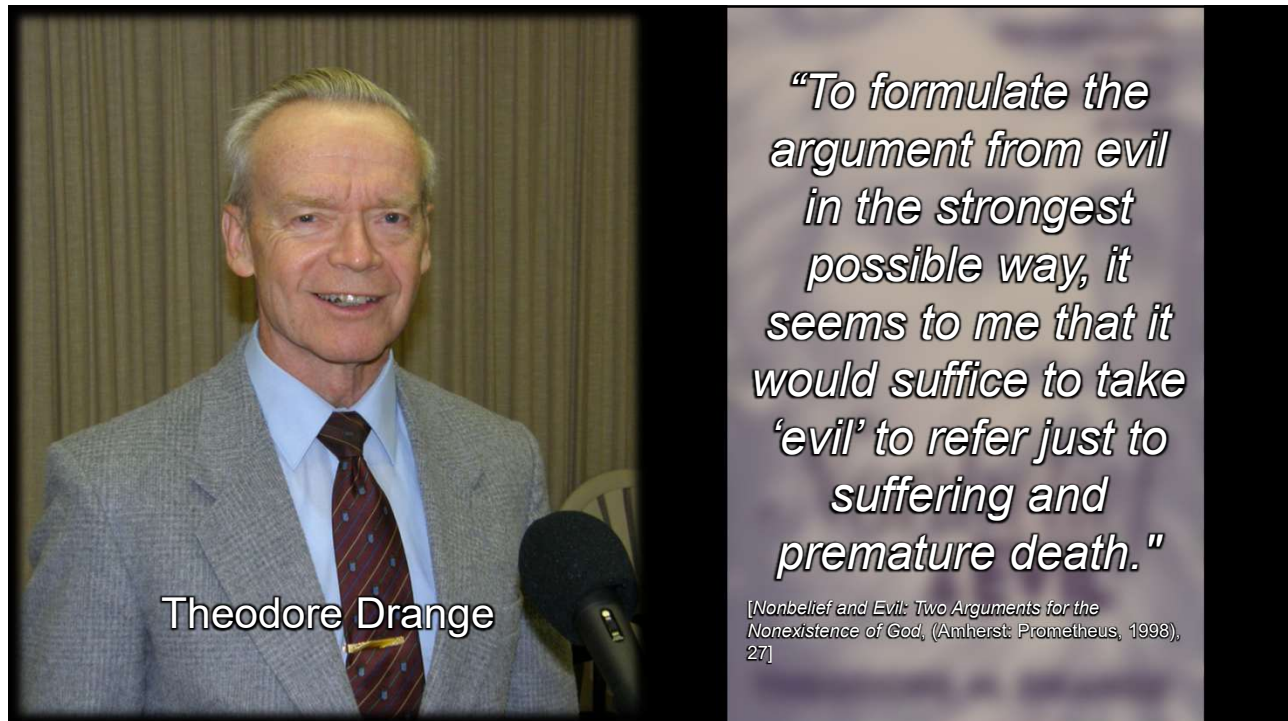 Theodore Drange
“To formulate the
argument from evil
in the strongest
possible way, it
seems to me that it
would suffice to take
‘evil’ to refer just to
suffering and
premature death."
[Nonbelief and Evil: Two Arguments for the
Nonexistence of God, (Amherst: Prometheus, 1998),
27]